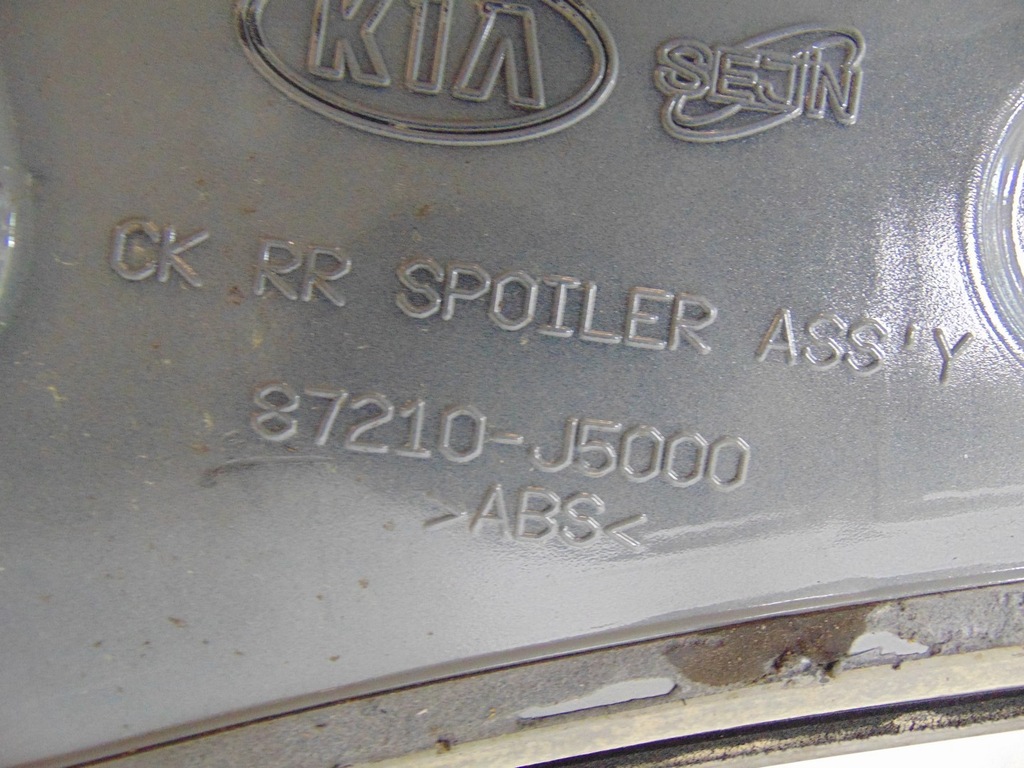 KIA
SEJIN
CK RR SPOILER ASS'Y
87210-J5000
>ABS<